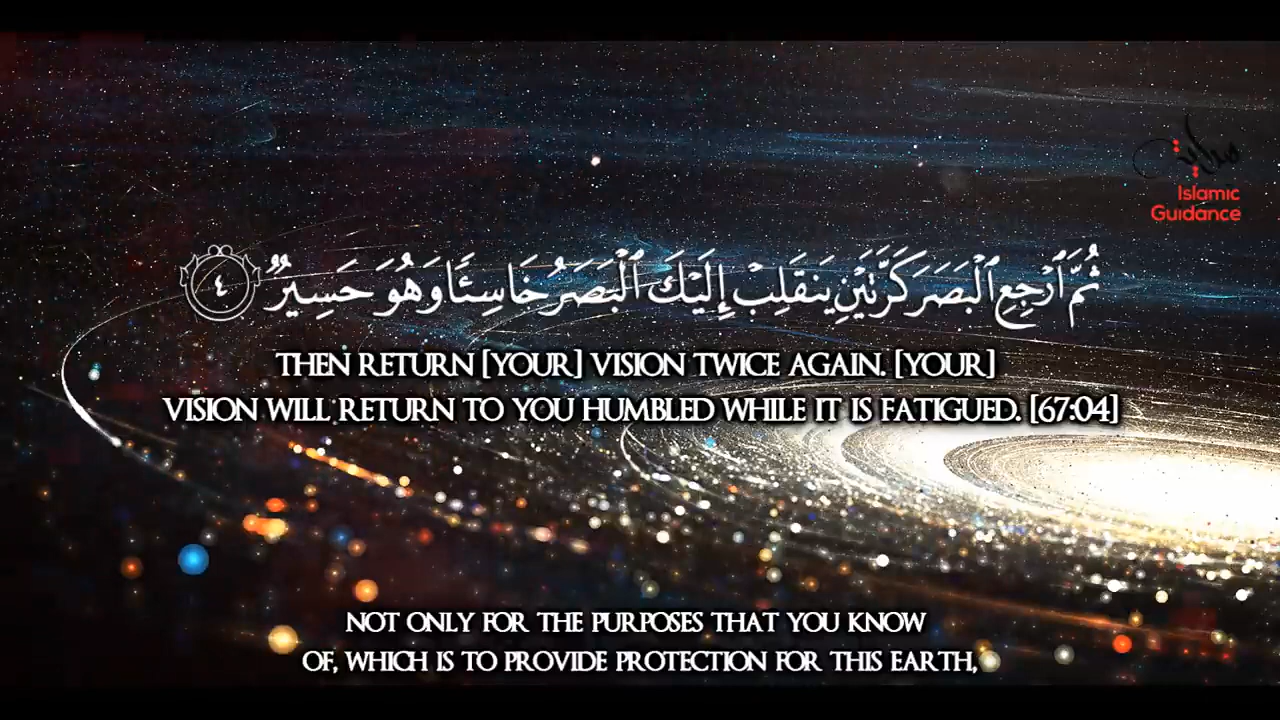 هداية
Islamic
Guidance
ثُمَّ ٱرْجِعِ ٱلْبَصَرَ كَرَّتَيْنِ يَنقَلِبْ إِلَيْكَ ٱلْبَصَرُ خَاسِئًا وَهُوَ حَسِيرٌ ٤
THEN RETURN [YOUR] VISION TWICE AGAIN. [YOUR]
VISION WILL RETURN TO YOU HUMBLED WHILE IT IS FATIGUED. [67:04]
NOT ONLY FOR THE PURPOSES THAT YOU KNOW
OF, WHICH IS TO PROVIDE PROTECTION FOR THIS EARTH,